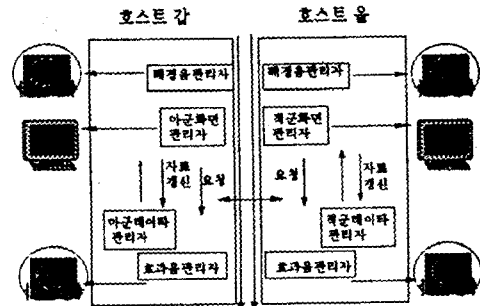 호스트 갑
호스트 을
배경음관리자
배경음관리자
아군화면
관리자
적군화면
관리자
자료
갱신
요청
요청
자료
갱신
아군데이타
관리자
적군데이타
관리자
효과음관리자
효과음관리자